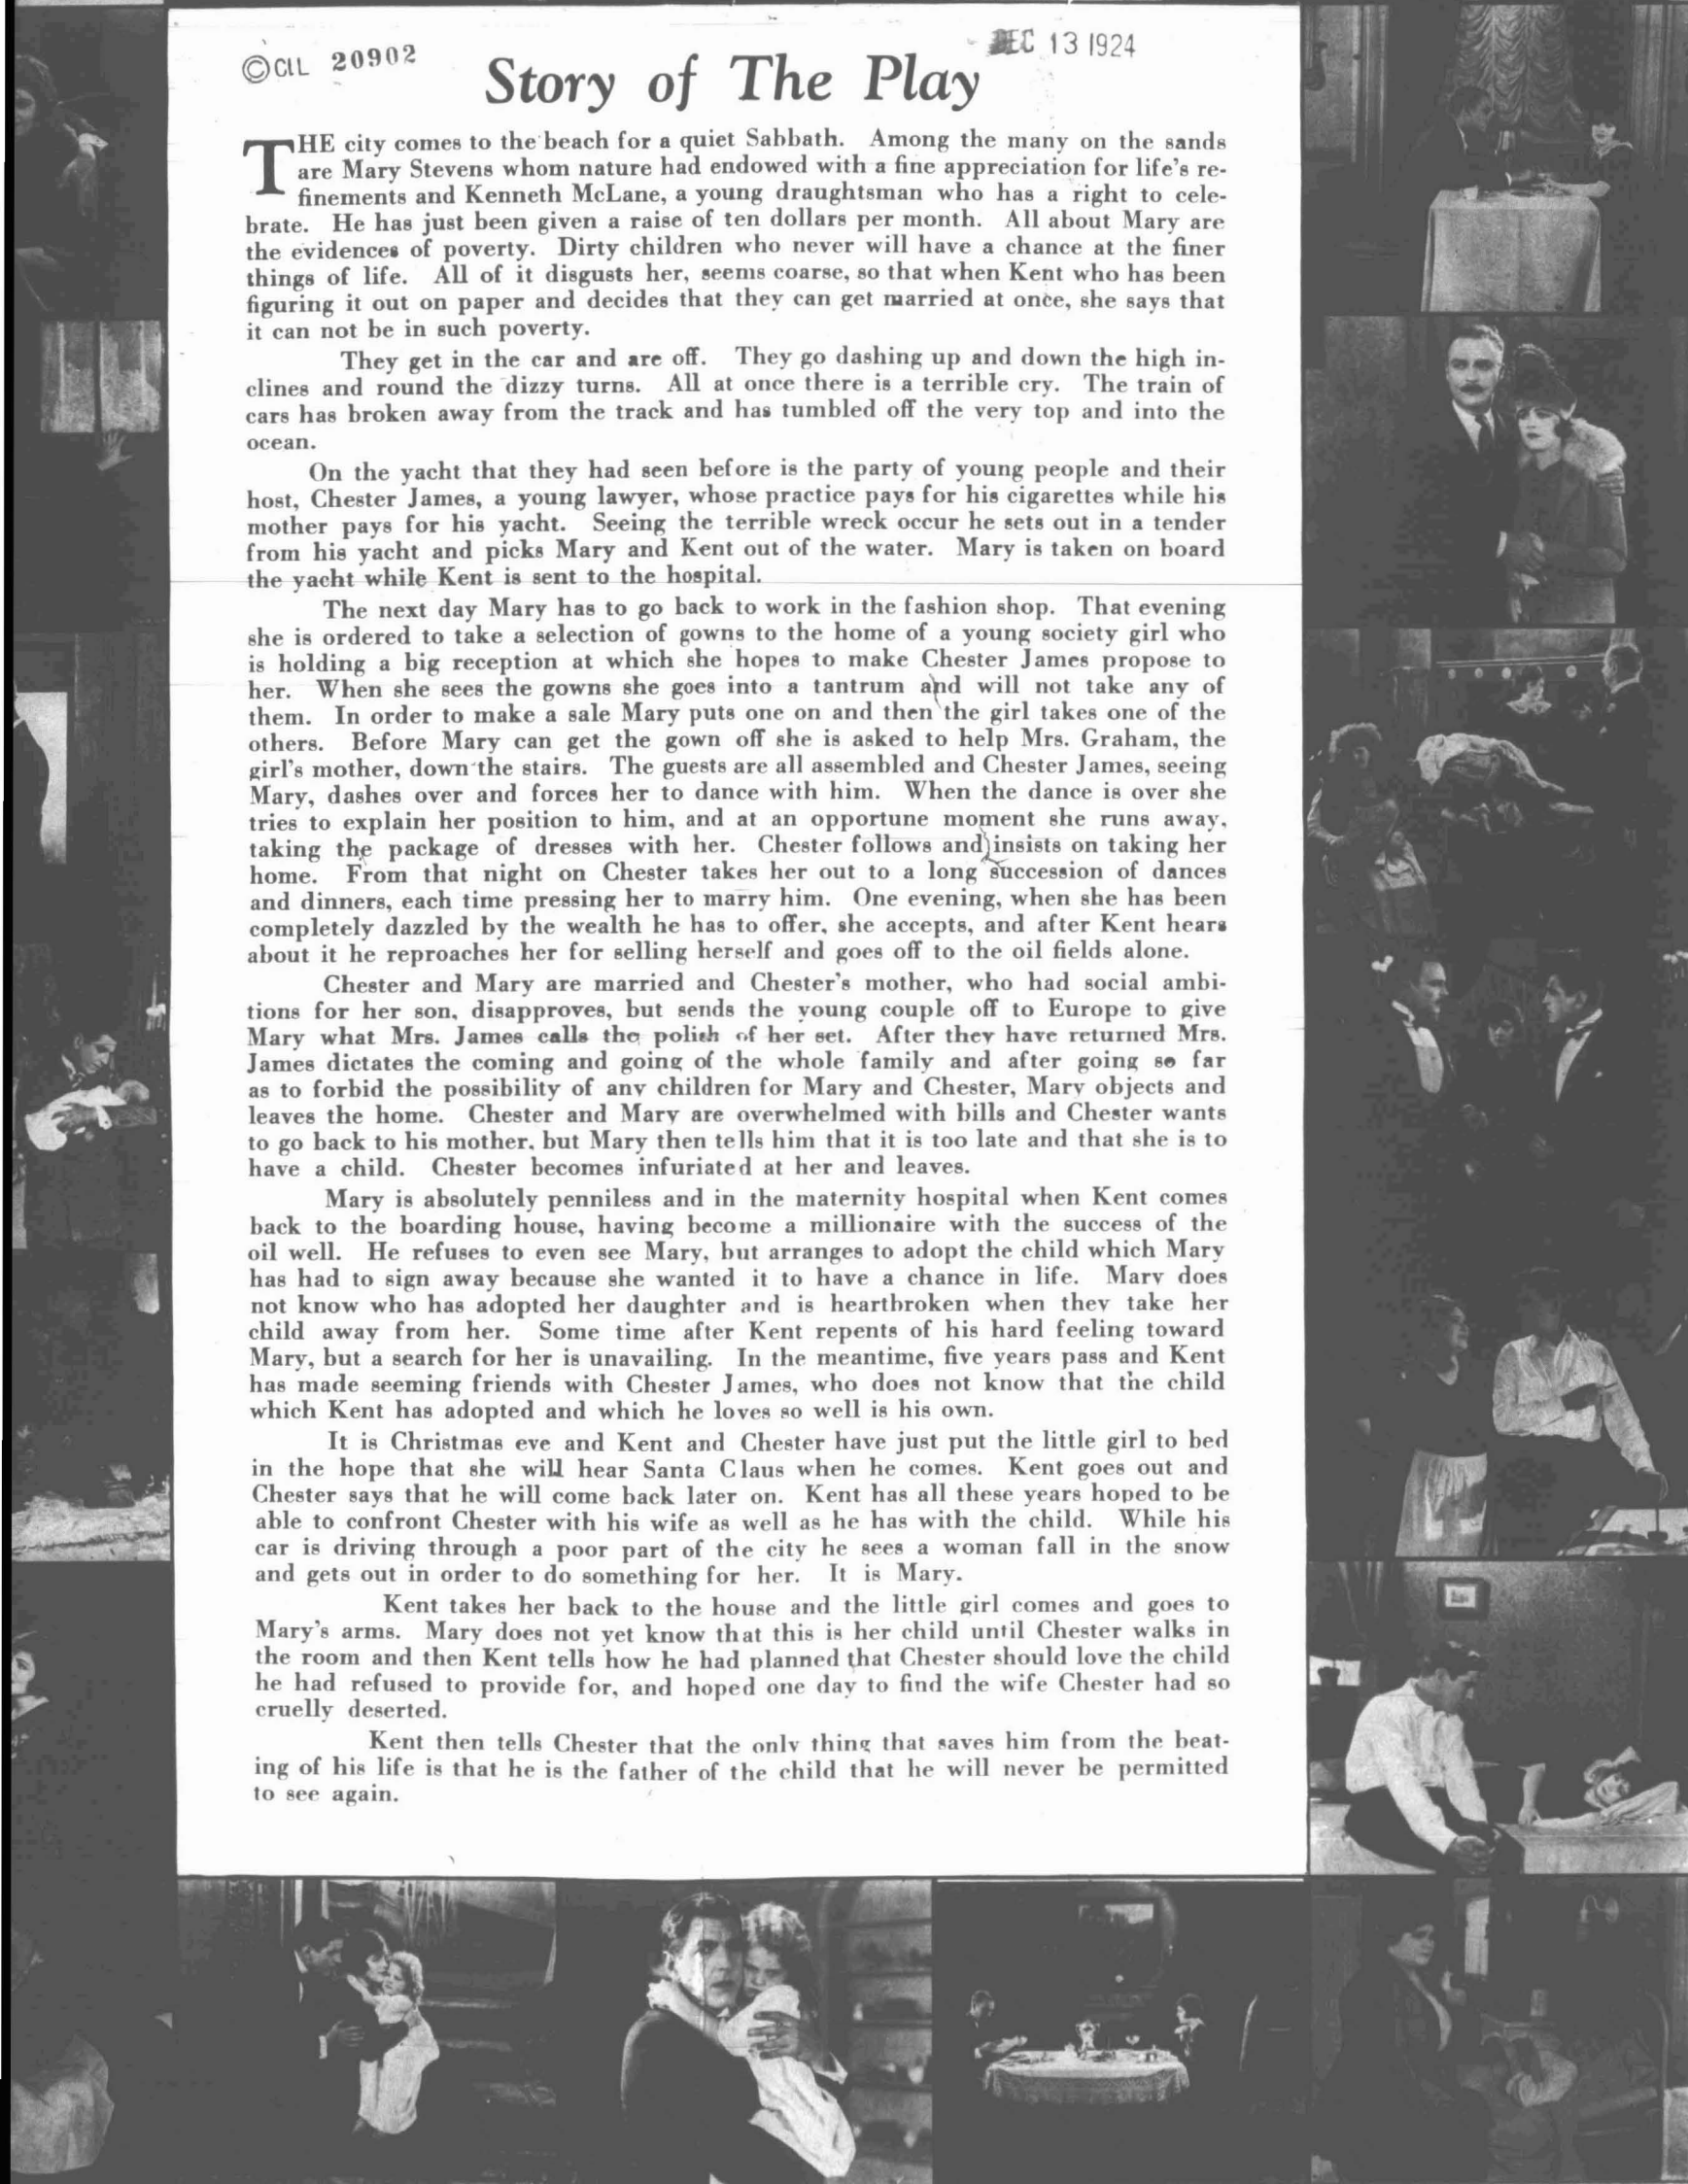 ©CIL 20902
DEC 13 1924
Story of The Play
THE city comes to the beach for a quiet Sabbath. Among the many on the sands
are Mary Stevens whom nature had endowed with a fine appreciation for life's re-
finements and Kenneth McLane, a young draughtsman who has a right to cele-
brate. He has just been given a raise of ten dollars per month. All about Mary are
the evidences of poverty. Dirty children who never will have a chance at the finer
things of life. All of it disgusts her, seems coarse, so that when Kent who has been
figuring it out on paper and decides that they can get married at once, she says that
it can not be in such poverty.
They get in the car and are off. They go dashing up and down the high in-
clines and round the dizzy turns. All at once there is a terrible cry. The train of
cars has broken away from the track and has tumbled off the very top and into the
ocean.
On the yacht that they had seen before is the party of young people and their
host, Chester James, a young lawyer, whose practice pays for his cigarettes while his
mother pays for his yacht. Seeing the terrible wreck occur he sets out in a tender
from his yacht and picks Mary and Kent out of the water. Mary is taken on board
the yacht while Kent is sent to the hospital.
The next day Mary has to go back to work in the fashion shop. That evening
she is ordered to take a selection of gowns to the home of a young society girl who
is holding a big reception at which she hopes to make Chester James propose to
her. When she sees the gowns she goes into a tantrum and will not take any of
them. In order to make a sale Mary puts one on and then the girl takes one of the
others. Before Mary can get the gown off she is asked to help Mrs. Graham, the
girl's mother, down the stairs. The guests are all assembled and Chester James, seeing
Mary, dashes over and forces her to dance with him. When the dance is over she
tries to explain her position to him, and at an opportune moment she runs away,
taking the package of dresses with her. Chester follows and insists on taking her
home. From that night on Chester takes her out to a long succession of dances
and dinners, each time pressing her to marry him. One evening, when she has been
completely dazzled by the wealth he has to offer, she accepts, and after Kent hears
about it he reproaches her for selling herself and goes off to the oil fields alone.
Chester and Mary are married and Chester's mother, who had social ambi-
tions for her son, disapproves, but sends the young couple off to Europe to give
Mary what Mrs. James calls the polish of her set. After they have returned Mrs.
James dictates the coming and going of the whole family and after going so far
as to forbid the possibility of any children for Mary and Chester, Mary objects and
leaves the home. Chester and Mary are overwhelmed with bills and Chester wants
to go back to his mother, but Mary then tells him that it is too late and that she is to
have a child. Chester becomes infuriated at her and leaves.
Mary is absolutely penniless and in the maternity hospital when Kent comes
back to the boarding house, having become a millionaire with the success of the
oil well. He refuses to even see Mary, but arranges to adopt the child which Mary
has had to sign away because she wanted it to have a chance in life. Mary does
not know who has adopted her daughter and is heartbroken when they take her
child away from her. Some time after Kent repents of his hard feeling toward
Mary, but a search for her is unavailing. In the meantime, five years pass and Kent
has made seeming friends with Chester James, who does not know that the child
which Kent has adopted and which he loves so well is his own.
It is Christmas eve and Kent and Chester have just put the little girl to bed
in the hope that she will hear Santa Claus when he comes. Kent goes out and
Chester says that he will come back later on. Kent has all these years hoped to be
able to confront Chester with his wife as well as he has with the child. While his
car is driving through a poor part of the city he sees a woman fall in the snow
and gets out in order to do something for her. It is Mary.
Kent takes her back to the house and the little girl comes and goes to
Mary's arms. Mary does not yet know that this is her child until Chester walks in
the room and then Kent tells how he had planned that Chester should love the child
he had refused to provide for, and hoped one day to find the wife Chester had so
cruelly deserted.
Kent then tells Chester that the only thing that saves him from the beat-
ing of his life is that he is the father of the child that he will never be permitted
to see again.